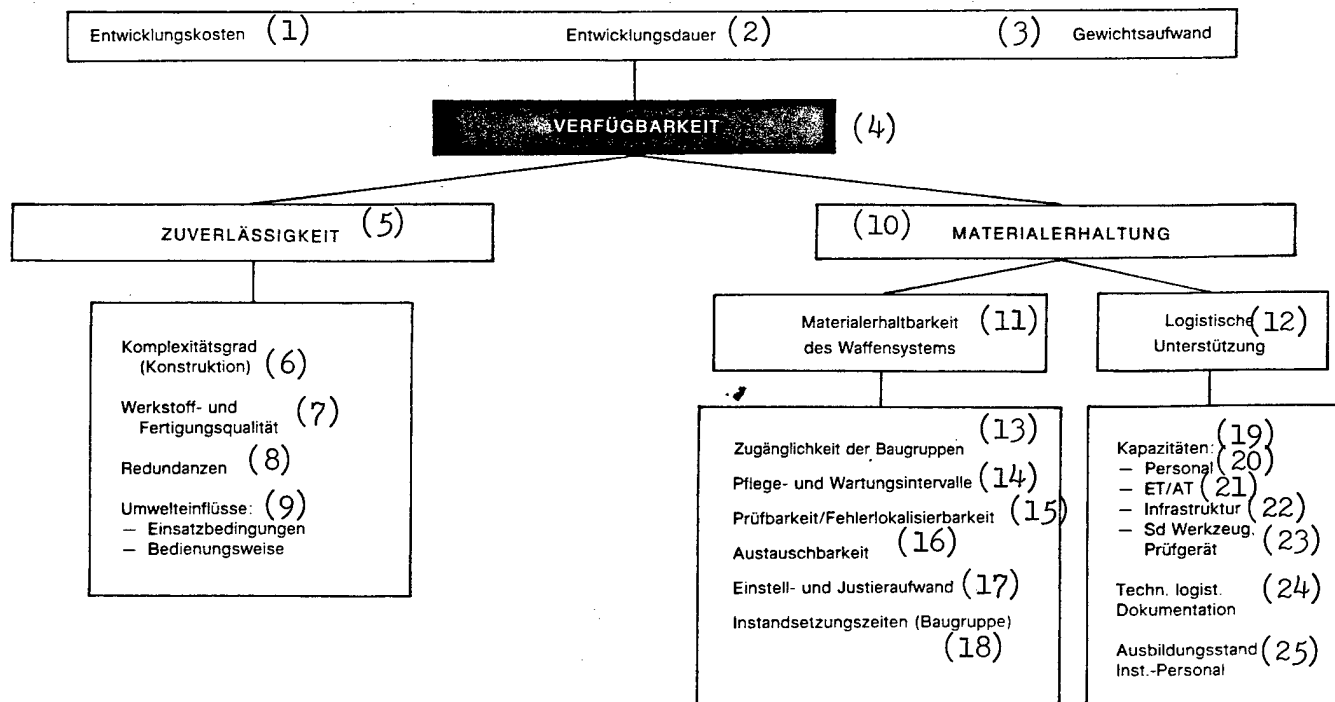 Entwicklungskosten (1) Entwicklungsdauer (2) (3) Gewichtsaufwand
VERFÜGBARKEIT (4)
ZUVERLÄSSIGKEIT (5)
Komplexitätsgrad
(Konstruktion) (6)
Werkstoff- und
Fertigungsqualität (7)
Redundanzen (8)
Umwelteinflüsse: (9)
– Einsatzbedingungen
– Bedienungsweise
(10) MATERIALERHALTUNG
Materialerhaltbarkeit (11)
des Waffensystems
Logistische (12)
Unterstützung
Zugänglichkeit der Baugruppen (13)
Pflege- und Wartungsintervalle (14)
Prüfbarkeit/Fehlerlokalisierbarkeit (15)
Austauschbarkeit (16)
Einstell- und Justieraufwand (17)
Instandsetzungszeiten (Baugruppe)
(18)
Kapazitäten: (19)
– Personal (20)
– ET/AT (21)
– Infrastruktur (22)
– Sd Werkzeug.
Prüfgerät (23)
Techn. logist. (24)
Dokumentation
Ausbildungsstand (25)
Inst.-Personal